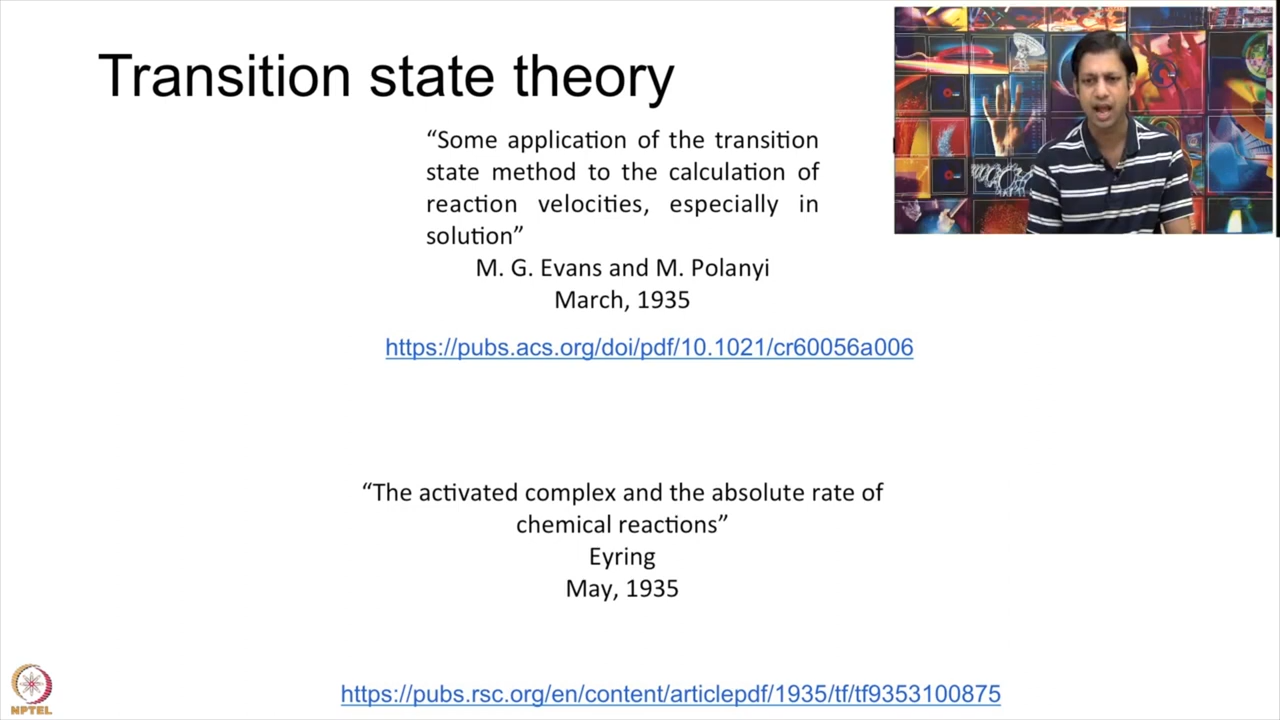 Transition state theory
“Some application of the transition
state method to the calculation of
reaction velocities, especially in
solution”
M. G. Evans and M. Polanyi
March, 1935
https://pubs.acs.org/doi/pdf/10.1021/cr60056a006
“The activated complex and the absolute rate of
chemical reactions”
Eyring
May, 1935
https://pubs.rsc.org/en/content/articlepdf/1935/tf/tf9353100875
NPTEL